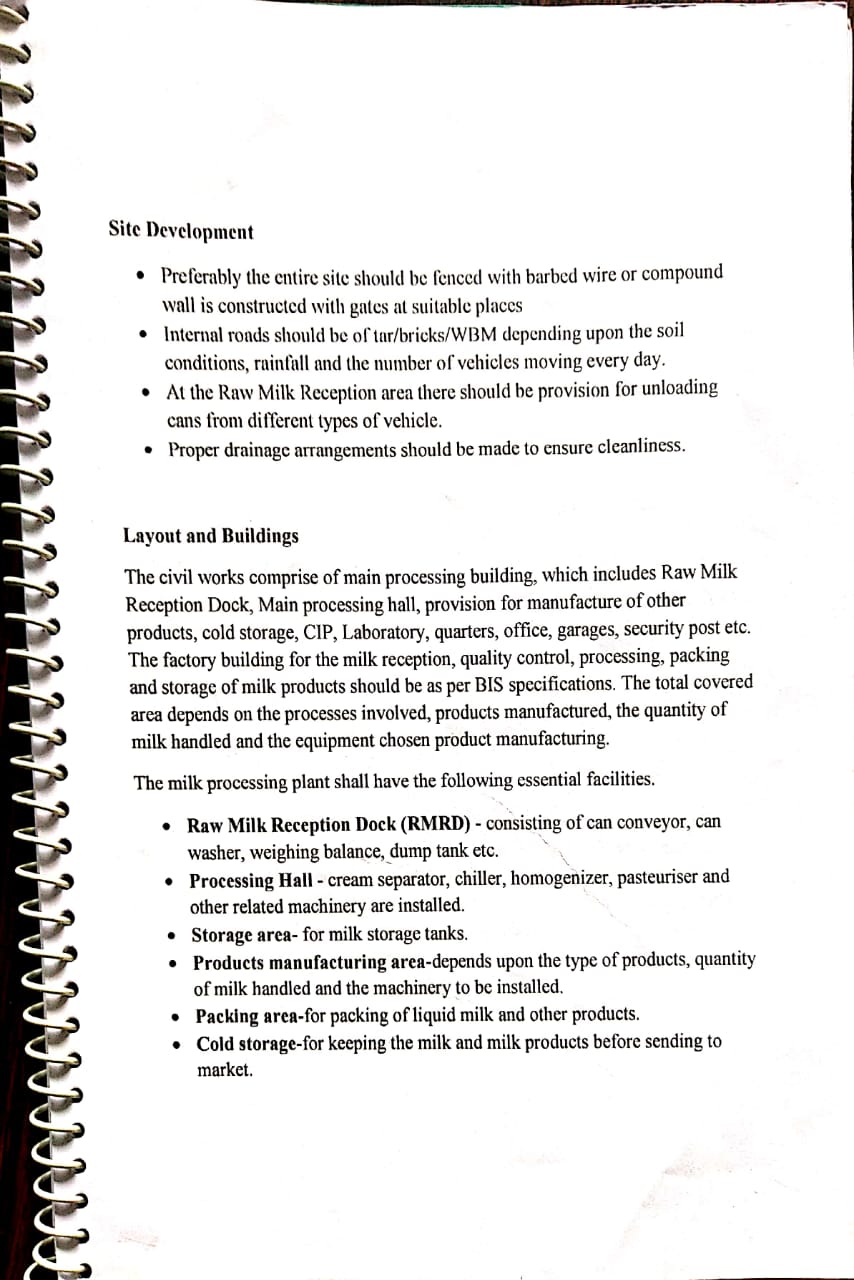 Site Development
• Preferably the entire site should be fenced with barbed wire or compound
wall is constructed with gates at suitable places
• Internal roads should be of tar/bricks/WBM depending upon the soil
conditions, rainfall and the number of vehicles moving every day.
• At the Raw Milk Reception area there should be provision for unloading
cans from different types of vehicle.
• Proper drainage arrangements should be made to ensure cleanliness.
Layout and Buildings
The civil works comprise of main processing building, which includes Raw Milk
Reception Dock, Main processing hall, provision for manufacture of other
products, cold storage, CIP, Laboratory, quarters, office, garages, security post etc.
The factory building for the milk reception, quality control, processing, packing
and storage of milk products should be as per BIS specifications. The total covered
area depends on the processes involved, products manufactured, the quantity of
milk handled and the equipment chosen product manufacturing.
The milk processing plant shall have the following essential facilities.
• Raw Milk Reception Dock (RMRD) - consisting of can conveyor, can
washer, weighing balance, dump tank etc.
• Processing Hall - cream separator, chiller, homogenizer, pasteuriser and
other related machinery are installed.
• Storage area- for milk storage tanks.
• Products manufacturing area-depends upon the type of products, quantity
of milk handled and the machinery to be installed.
• Packing area-for packing of liquid milk and other products.
• Cold storage-for keeping the milk and milk products before sending to
market.